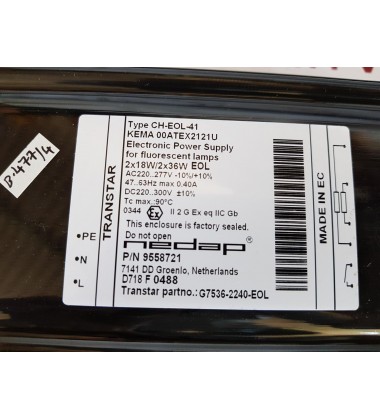 Type CH-EOL-41
KEMA 00ATEX2121U
Electronic Power Supply
for fluorescent lamps
2x18W/2x36W EOL
AC220..277V -10%/+10%
47..63Hz max 0.40A
DC220..300V ±10%
Tc max.:90°C
0344 Ex II 2 G Ex eq IIC Gb
This enclosure is factory sealed.
Do not open
nedap
P/N 9558721
7141 DD Groenlo, Netherlands
D718 F 0488
Transtar partno.: G7536-2240-EOL
TRANSTAR
PE
N
L
MADE IN EC
B-477/4